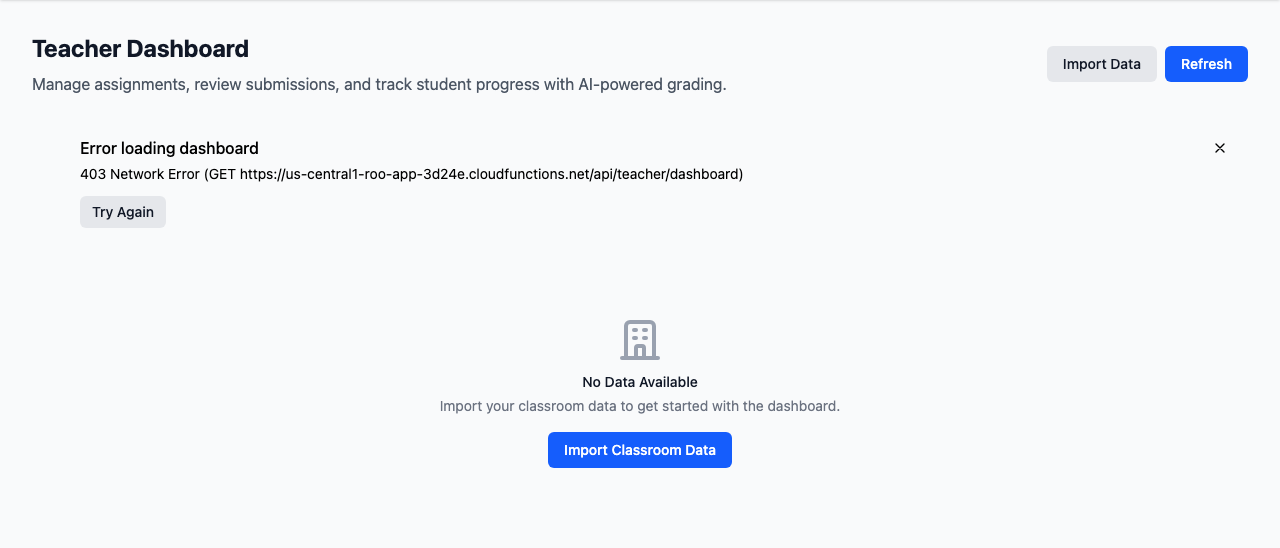 Teacher Dashboard
Manage assignments, review submissions, and track student progress with AI-powered grading.
Import Data
Refresh
Error loading dashboard
403 Network Error (GET https://us-central1-roo-app-3d24e.cloudfunctions.net/api/teacher/dashboard)
Try Again
No Data Available
Import your classroom data to get started with the dashboard.
Import Classroom Data